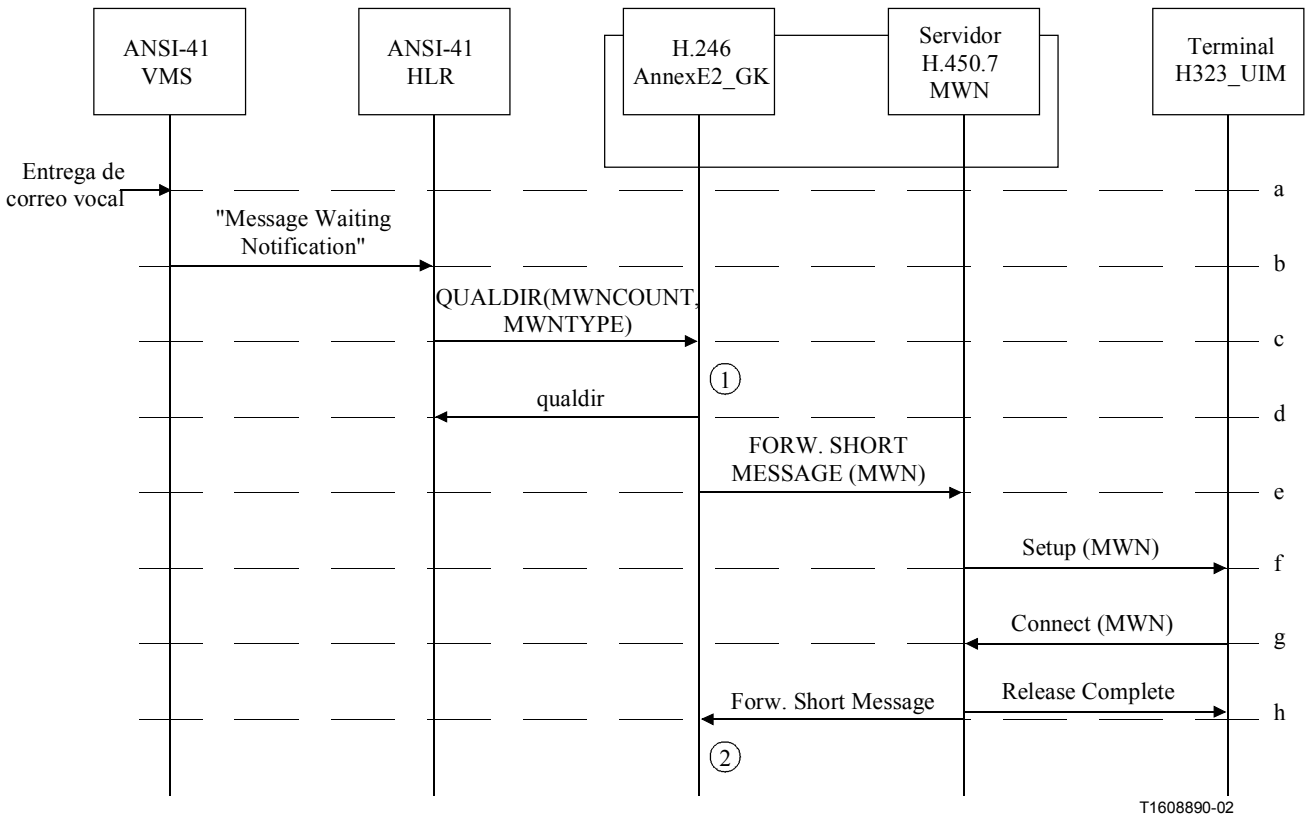 ANSI-41
VMS
ANSI-41
HLR
H.246
AnnexE2_GK
Servidor
H.450.7
MWN
Terminal
H323_UIM
Entrega de
correo vocal
a
"Message Waiting
Notification"
b
QUALDIR(MWNCOUNT,
MWNTYPE)
c
1
qualdir
d
FORW. SHORT
MESSAGE (MWN)
e
Setup (MWN)
f
Connect (MWN)
g
Forw. Short Message
Release Complete
h
2
T1608890-02